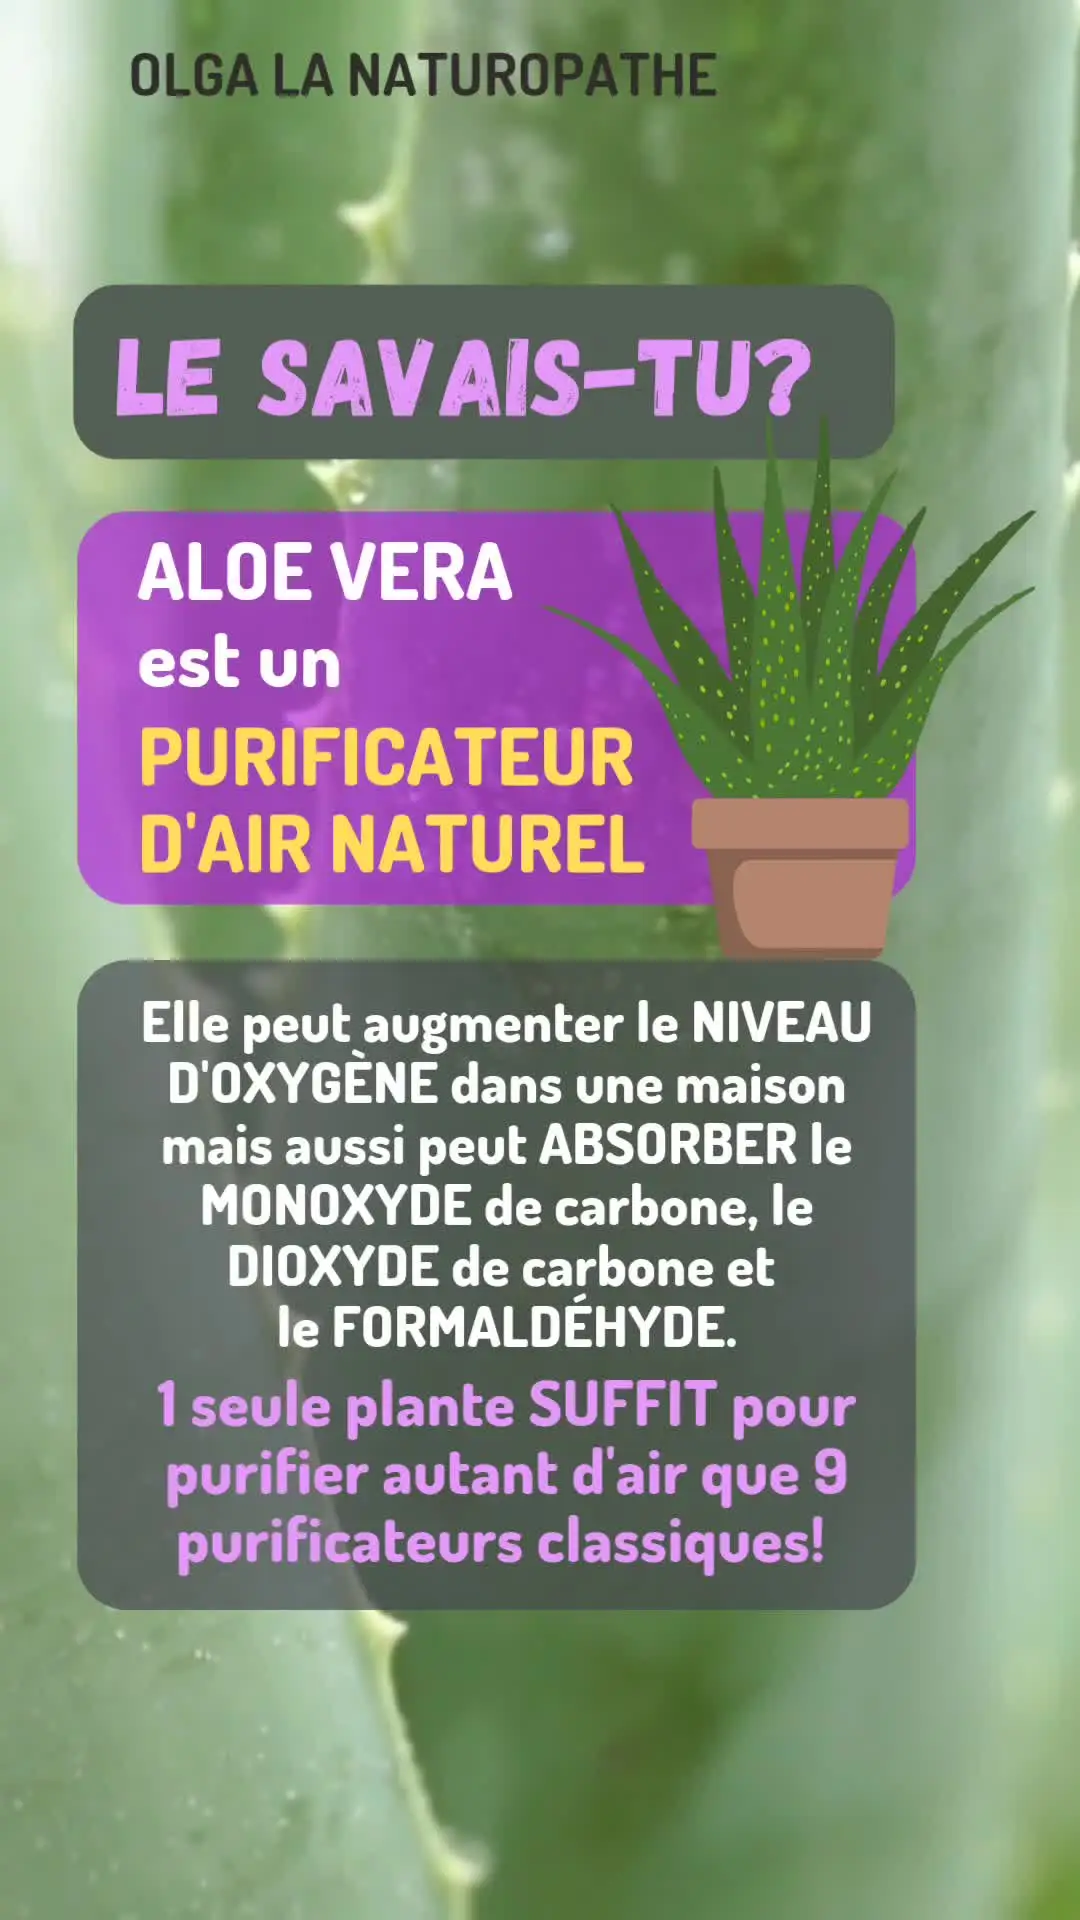 OLGA LA NATUROPATHE
LE SAVAIS-TU?
ALOE VERA
est un
PURIFICATEUR
D'AIR NATUREL
Elle peut augmenter le NIVEAU
D'OXYGÈNE dans une maison
mais aussi peut ABSORBER le
MONOXYDE de carbone, le
DIOXYDE de carbone et
le FORMALDÉHYDE.
1 seule plante SUFFIT pour
purifier autant d'air que 9
purificateurs classiques!